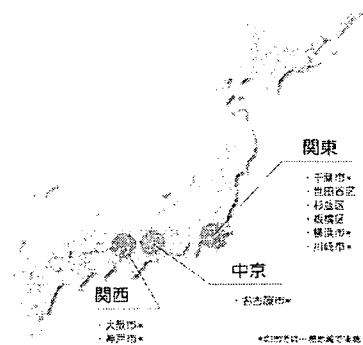 関東
・千葉市*
・世田谷区
・杉並区
・板橋区
・横浜市*
・川崎市*
中京
・名古屋市*
関西
・大阪市*
・神戸市*